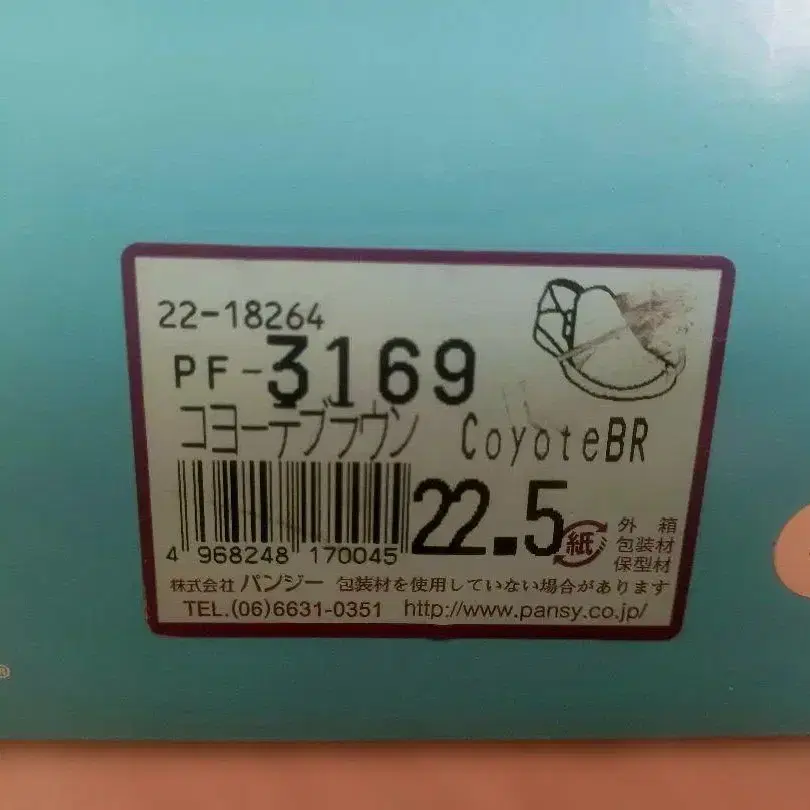 22-18264
PF-3169
コヨーテブラウン CoyoteBR
22.5
紙
外箱
包装材
保型材
4 968248 170045
株式会社 パンジー 包装材を使用していない場合があります
TEL.(06)6631-0351 http://www.pansy.co.jp/
®